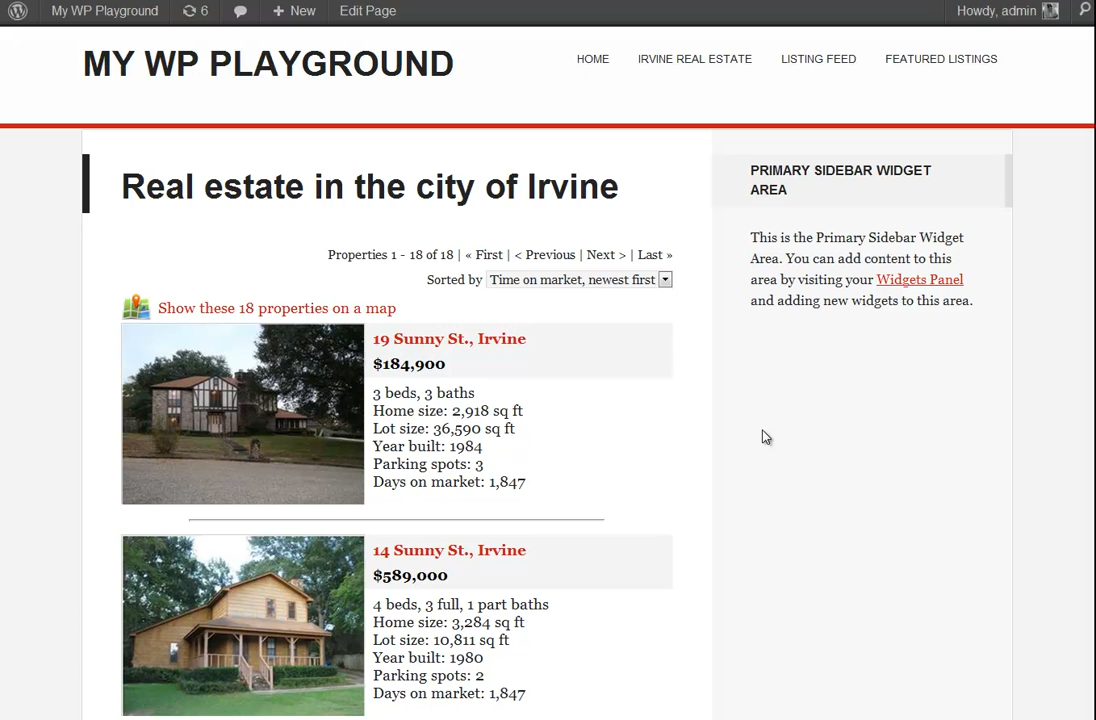 My WP Playground 6 + New Edit Page Howdy, admin
MY WP PLAYGROUND
HOME IRVINE REAL ESTATE LISTING FEED FEATURED LISTINGS
Real estate in the city of Irvine
Properties 1 - 18 of 18 | « First | < Previous | Next > | Last »
Sorted by Time on market, newest first
Show these 18 properties on a map
19 Sunny St., Irvine
$184,900
3 beds, 3 baths
Home size: 2,918 sq ft
Lot size: 36,590 sq ft
Year built: 1984
Parking spots: 3
Days on market: 1,847
14 Sunny St., Irvine
$589,000
4 beds, 3 full, 1 part baths
Home size: 3,284 sq ft
Lot size: 10,811 sq ft
Year built: 1980
Parking spots: 2
Days on market: 1,847
PRIMARY SIDEBAR WIDGET
AREA
This is the Primary Sidebar Widget
Area. You can add content to this
area by visiting your Widgets Panel
and adding new widgets to this area.